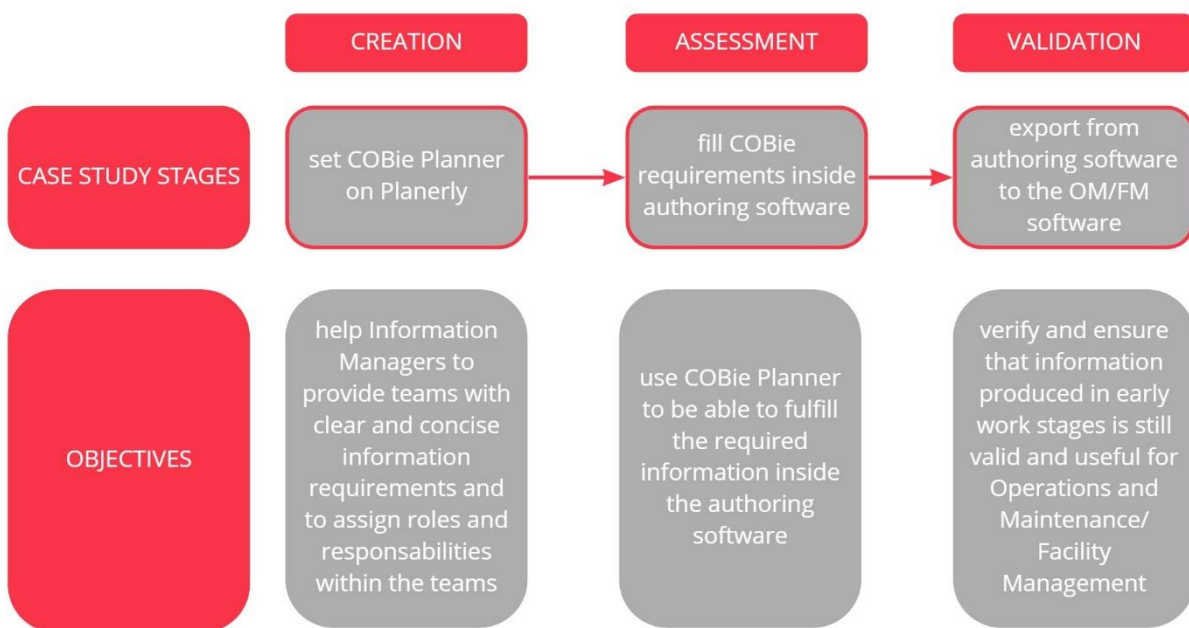 CREATION
ASSESSMENT
VALIDATION
CASE STUDY STAGES
set COBie Planner
on Planerly
fill COBie
requirements inside
authoring software
export from
authoring software
to the OM/FM
software
OBJECTIVES
help Information
Managers to
provide teams with
clear and concise
information
requirements and
to assign roles and
responsabilities
within the teams
use COBie Planner
to be able to fulfill
the required
information inside
the authoring
software
verify and ensure
that information
produced in early
work stages is still
valid and useful for
Operations and
Maintenance/
Facility
Management